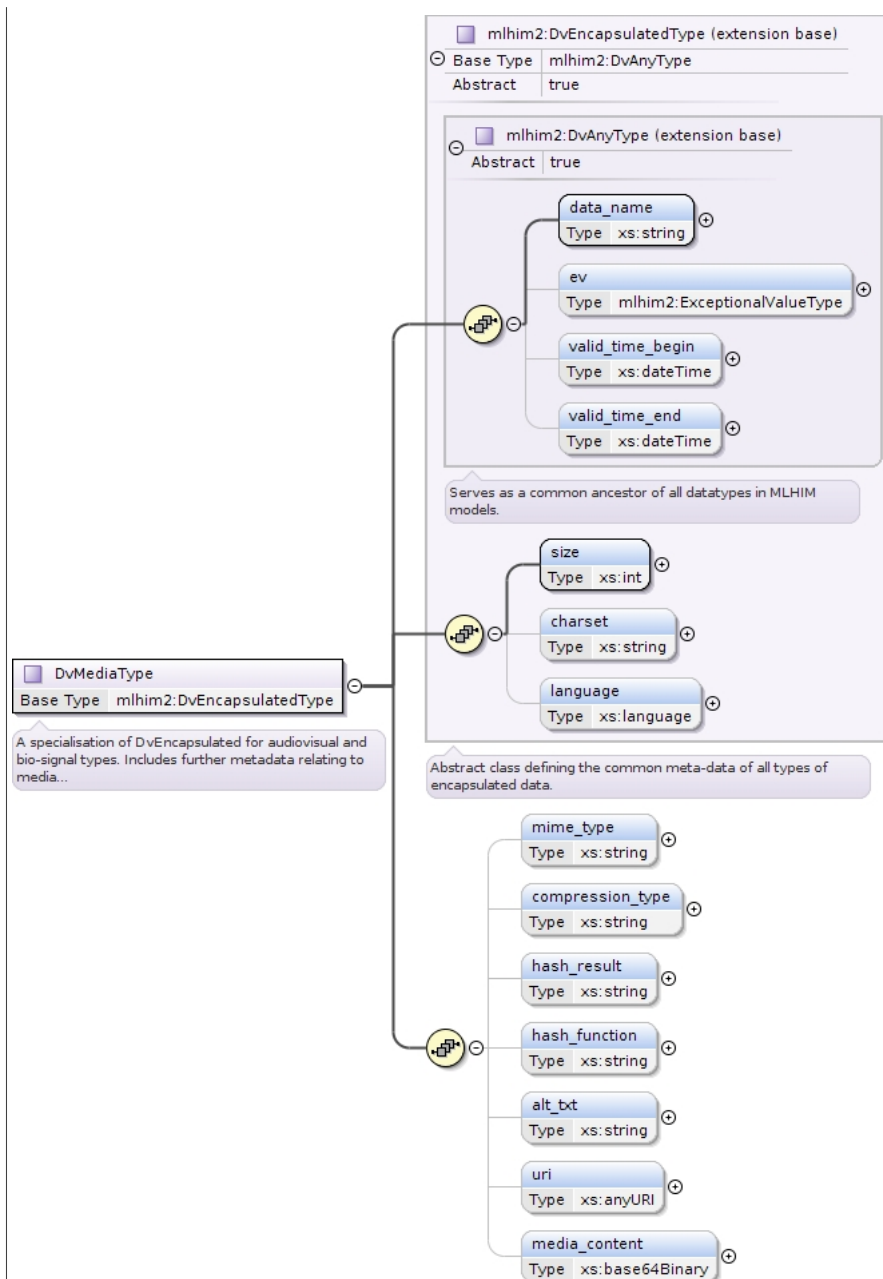 mlhim2:DvEncapsulatedType (extension base)
Base Type mlhim2:DvAnyType
Abstract true
mlhim2:DvAnyType (extension base)
Abstract true
data_name
Type xs:string
ev
Type mlhim2:ExceptionalValueType
valid_time_begin
Type xs:dateTime
valid_time_end
Type xs:dateTime
Serves as a common ancestor of all datatypes in MLHIM
models.
size
Type xs:int
charset
Type xs:string
language
Type xs:language
DvMediaType
Base Type mlhim2:DvEncapsulatedType
A specialisation of DvEncapsulated for audiovisual and
bio-signal types. Includes further metadata relating to
media...
Abstract class defining the common meta-data of all types of
encapsulated data.
mime_type
Type xs:string
compression_type
Type xs:string
hash_result
Type xs:string
hash_function
Type xs:string
alt_txt
Type xs:string
uri
Type xs:anyURI
media_content
Type xs:base64Binary